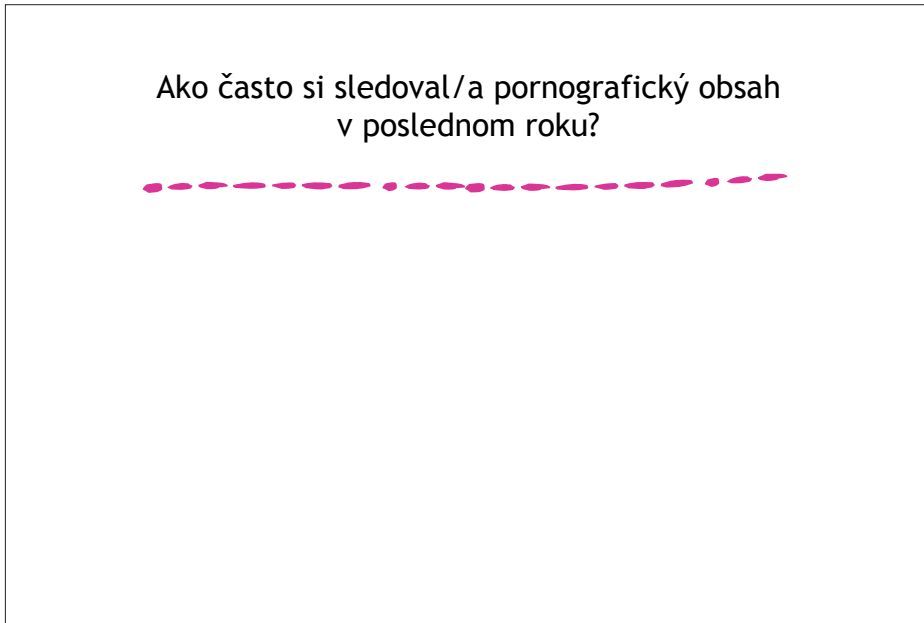 Ako často si sledoval/a pornografický obsah
v poslednom roku?